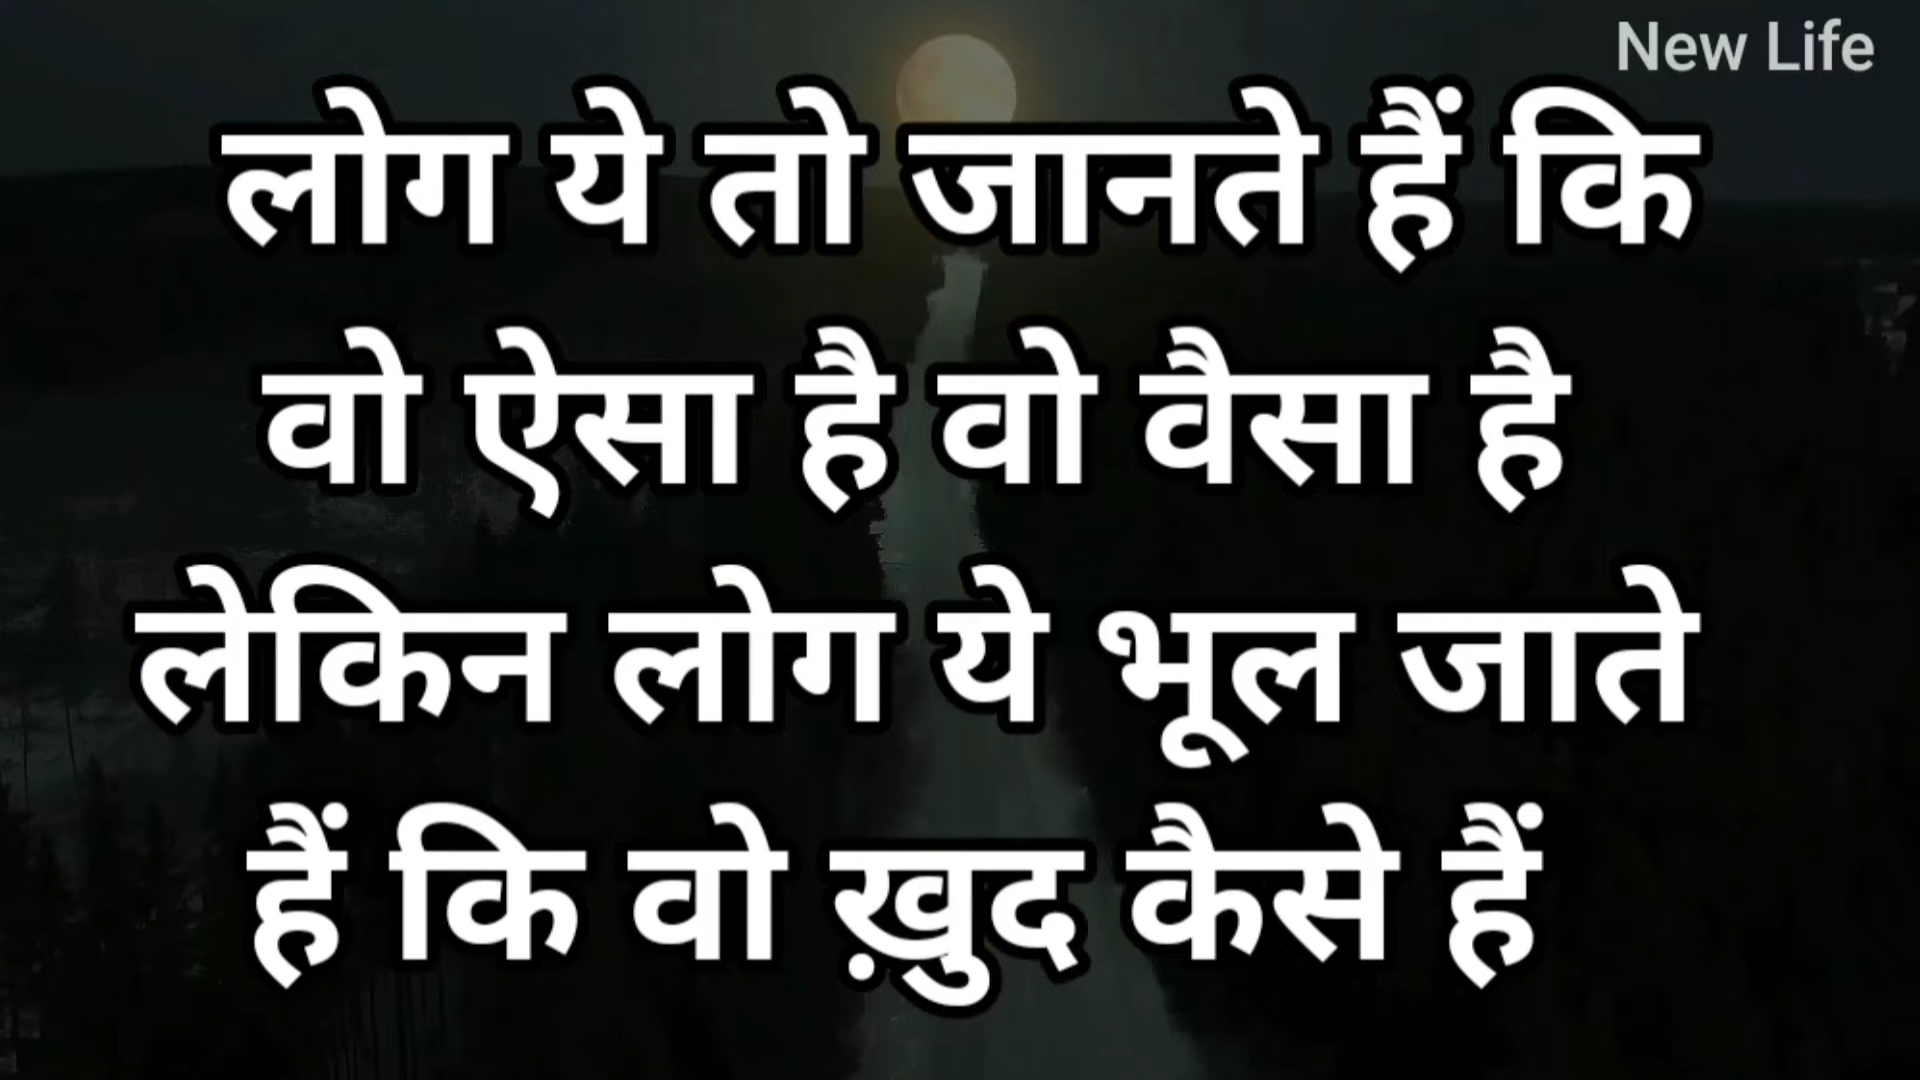 New Life
लोग ये तो जानते हैं कि
वो ऐसा है वो वैसा है
लेकिन लोग ये भूल जाते
हैं कि वो ख़ुद कैसे हैं